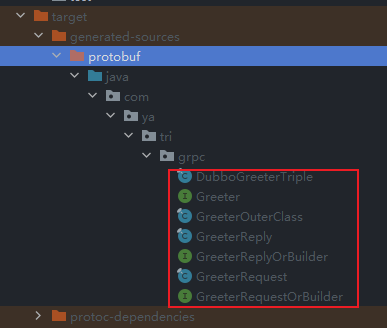 target
generated-sources
protobuf
java
com
ya
tri
grpc
DubboGreeterTriple
Greeter
GreeterOuterClass
GreeterReply
GreeterReplyOrBuilder
GreeterRequest
GreeterRequestOrBuilder
protoc-dependencies